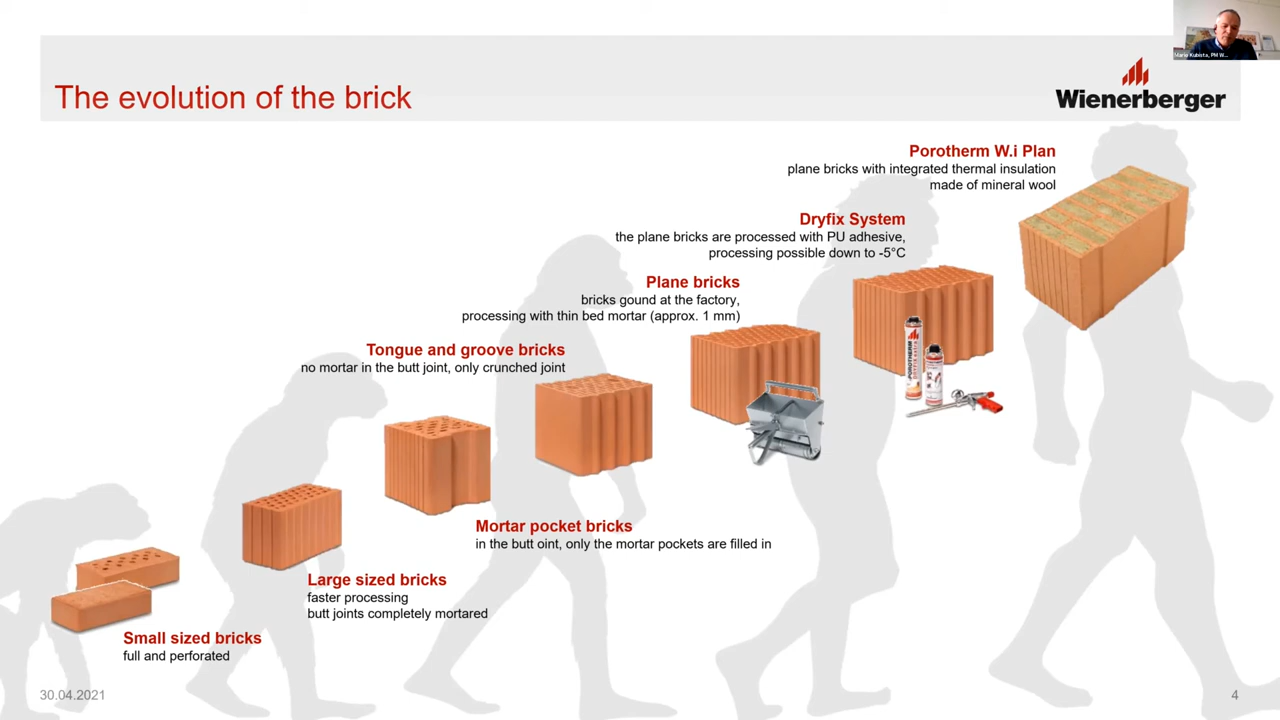 Mario Kubista, PM W...
Wienerberger
The evolution of the brick
Porotherm W.i Plan
plane bricks with integrated thermal insulation
made of mineral wool
Dryfix System
the plane bricks are processed with PU adhesive,
processing possible down to -5°C
Plane bricks
bricks gound at the factory,
processing with thin bed mortar (approx. 1 mm)
Tongue and groove bricks
no mortar in the butt joint, only crunched joint
POROTHERM
Mortar pocket bricks
in the butt oint, only the mortar pockets are filled in
Large sized bricks
faster processing
butt joints completely mortared
Small sized bricks
full and perforated
30.04.2021
4